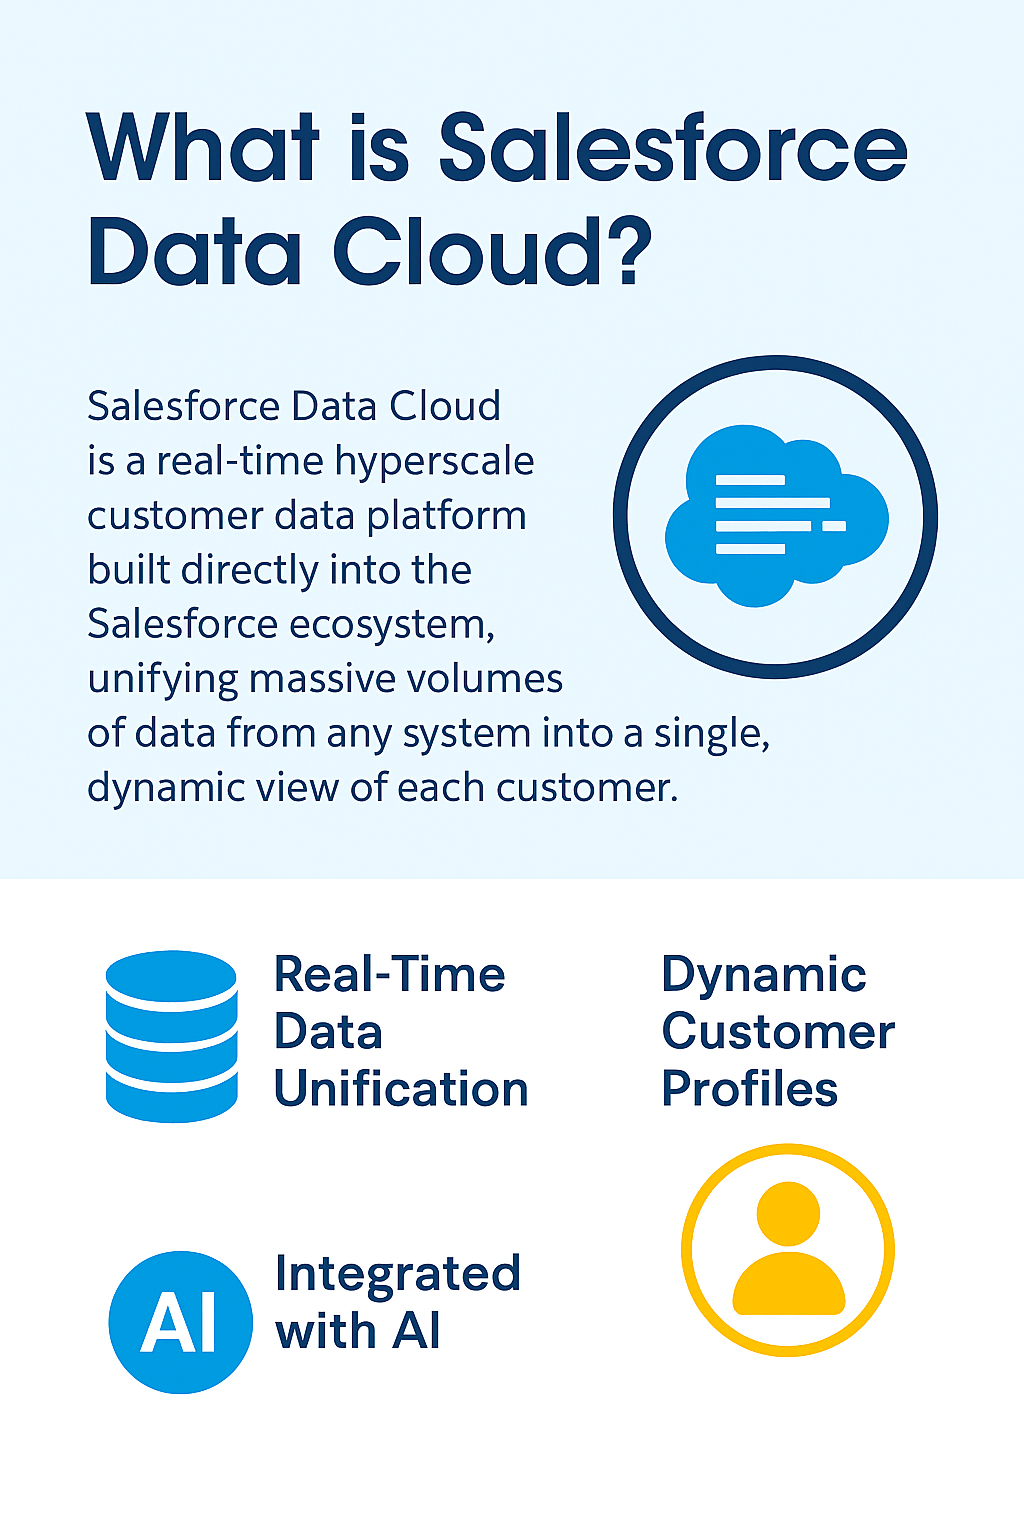 What is Salesforce
Data Cloud?
Salesforce Data Cloud
is a real-time hyperscale
customer data platform
built directly into the
Salesforce ecosystem,
unifying massive volumes
of data from any system into a single,
dynamic view of each customer.
Real-Time
Data
Unification
Dynamic
Customer
Profiles
AI
Integrated
with AI